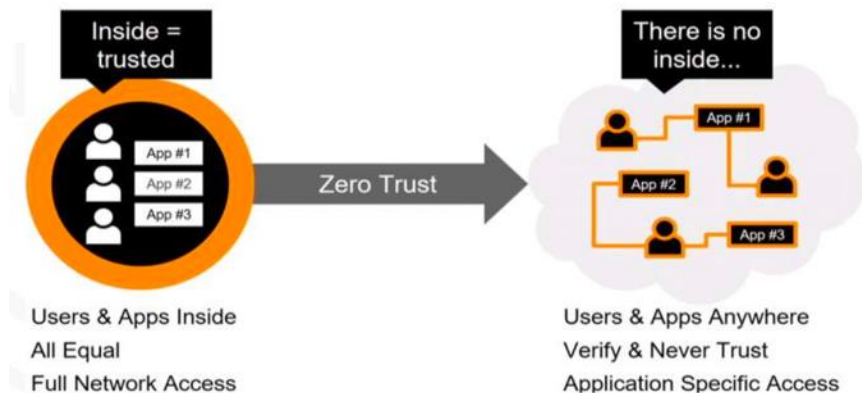 Inside =
trusted
App #1
App #2
App #3
Users & Apps Inside
All Equal
Full Network Access
Zero Trust
There is no
inside...
App #1
App #2
App #3
Users & Apps Anywhere
Verify & Never Trust
Application Specific Access